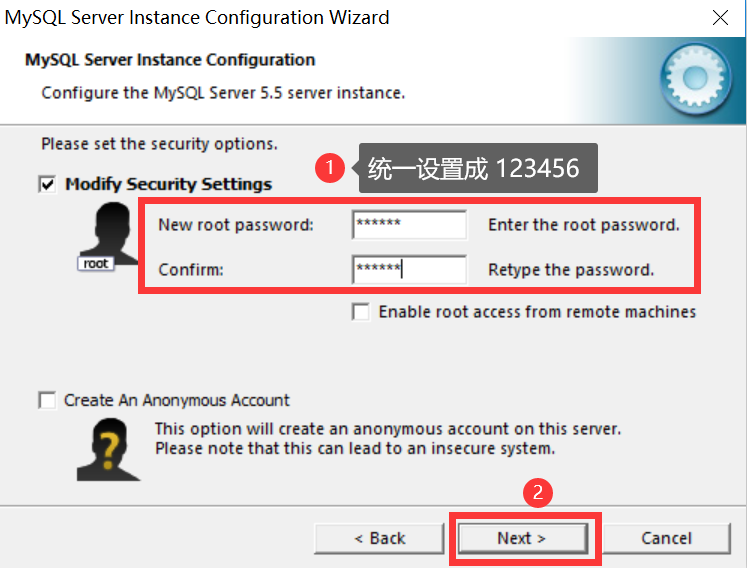 MySQL Server Instance Configuration Wizard
MySQL Server Instance Configuration
Configure the MySQL Server 5.5 server instance.
Please set the security options.
1 统一设置成 123456
Modify Security Settings
New root password: ****** Enter the root password.
root
Confirm: ****** Retype the password.
Enable root access from remote machines
Create An Anonymous Account
This option will create an anonymous account on this server.
Please note that this can lead to an insecure system.
?
2
< Back Next > Cancel